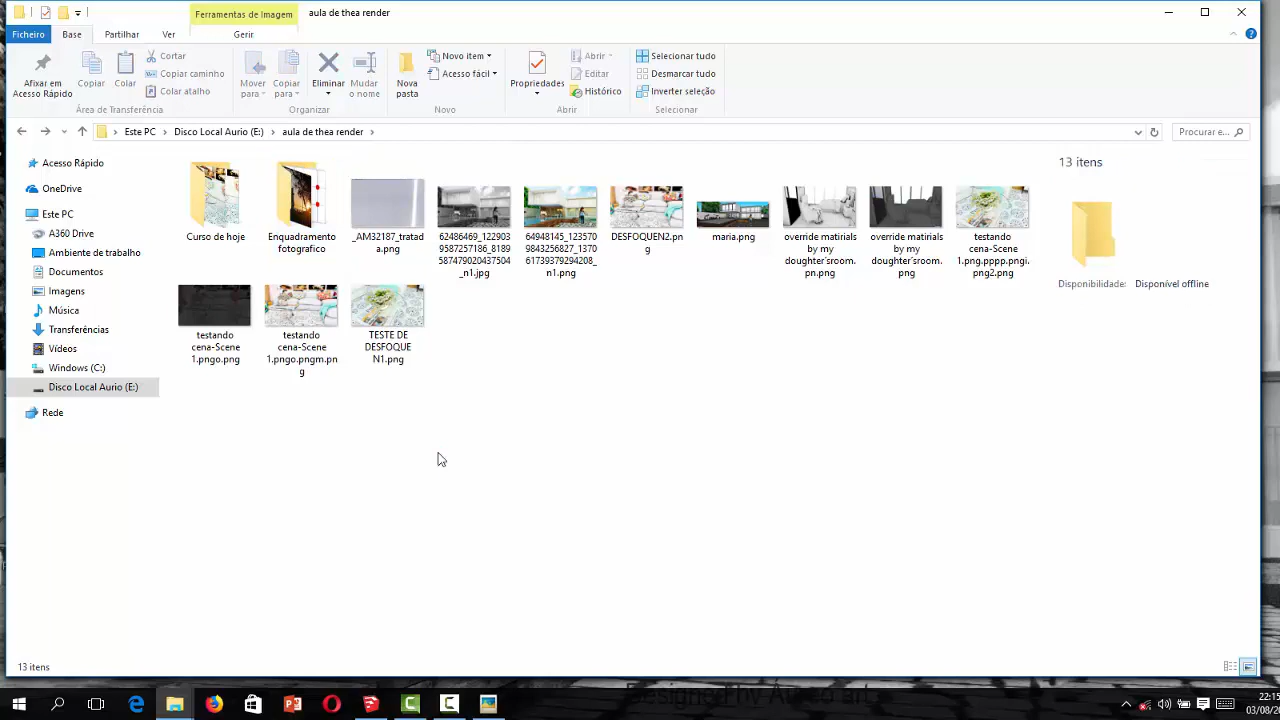 Ferramentas de Imagem
aula de thea render
Ficheiro
Base
Partilhar
Ver
Gerir
Afixar em
Acesso Rápido
Copiar
Colar
Cortar
Copiar caminho
Colar atalho
Área de Transferência
Mover
para
Copiar
para
Eliminar
Mudar
o nome
Organizar
Nova
pasta
Novo item
Acesso fácil
Novo
Propriedades
Abrir
Editar
Histórico
Abrir
Selecionar tudo
Desmarcar tudo
Inverter seleção
Selecionar
Este PC
Disco Local Aurio (E:)
aula de thea render
Procurar e...
Acesso Rápido
OneDrive
Este PC
A360 Drive
Ambiente de trabalho
Documentos
Imagens
Música
Transferências
Vídeos
Windows (C:)
Disco Local Aurio (E:)
Rede
Curso de hoje
Enquadramento
fotografico
_AM32187_tratad
a.png
62486469_122903
9587257186_8189
587479020437504
_n1.jpg
64948145_123570
9843256827_1370
61739379294208_
n1.png
DESFOQUEN2.pn
g
maria.png
override matirials
by my
doughter´sroom.
pn.png
override matirials
by my
doughter´sroom.
png
testando
cena-Scene
1.png.pppp.pngi.
png2.png
testando
cena-Scene
1.pngo.png
testando
cena-Scene
1.pngo.pngm.pn
g
TESTE DE
DESFOQUE
N1.png
13 itens
Disponibilidade:
Disponível offline
13 itens
22:15
03/08/20